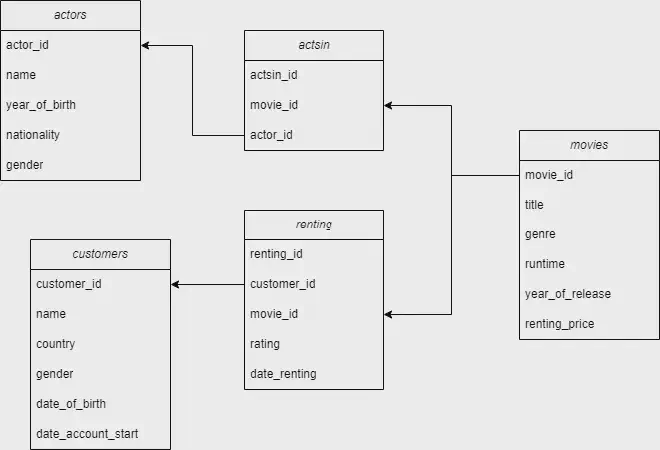 actors
actor_id
name
year_of_birth
nationality
gender
actsin
actsin_id
movie_id
actor_id
movies
movie_id
title
genre
runtime
year_of_release
renting_price
renting
renting_id
customer_id
movie_id
rating
date_renting
customers
customer_id
name
country
gender
date_of_birth
date_account_start